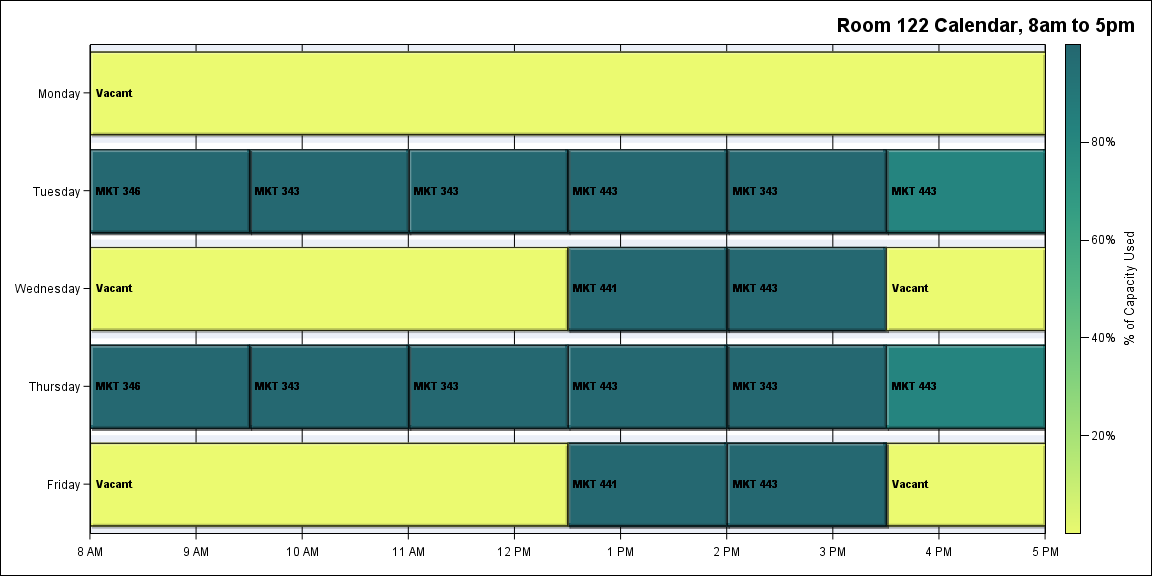 Room 122 Calendar, 8am to 5pm
Monday
Vacant
80%
Tuesday
MKT 346
MKT 343
MKT 343
MKT 443
MKT 343
MKT 443
60%
% of Capacity Used
Wednesday
Vacant
MKT 441
MKT 443
Vacant
40%
Thursday
MKT 346
MKT 343
MKT 343
MKT 443
MKT 343
MKT 443
20%
Friday
Vacant
MKT 441
MKT 443
Vacant
8 AM
9 AM
10 AM
11 AM
12 PM
1 PM
2 PM
3 PM
4 PM
5 PM